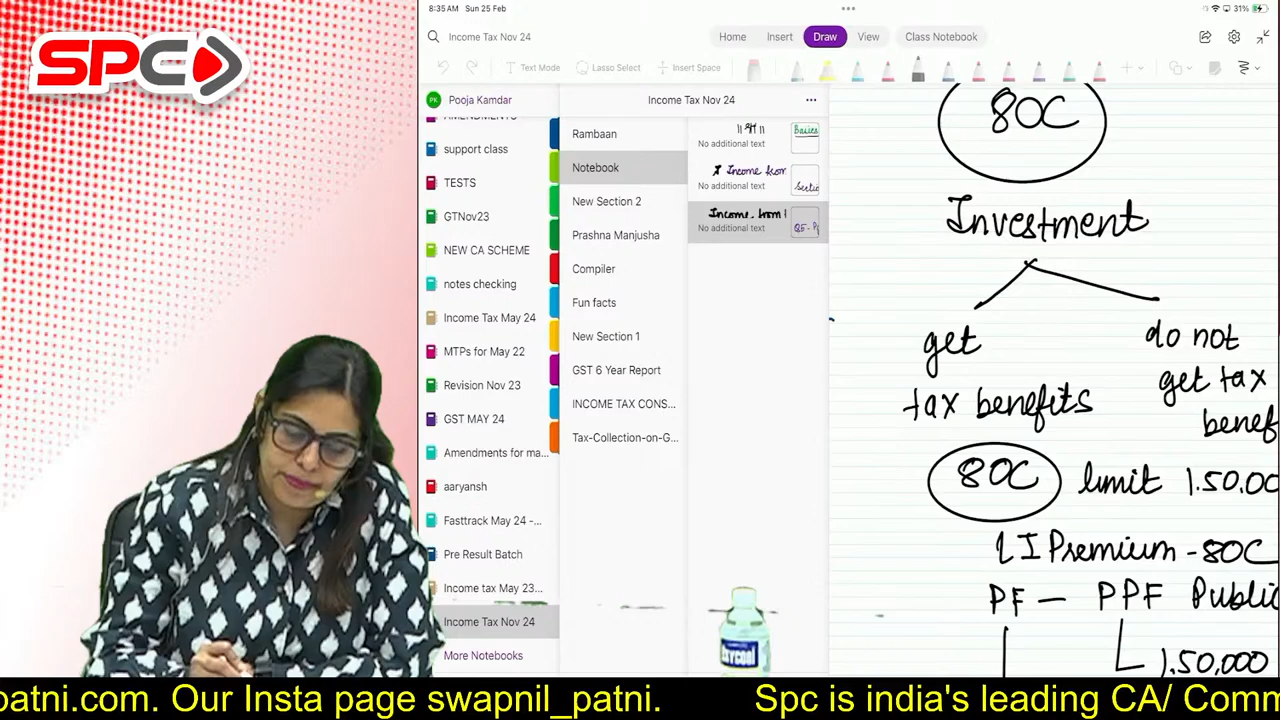 8:35 AM Sun 25 Feb
31%
SPC
Income Tax Nov 24
Home Insert Draw View Class Notebook
Text Mode Lasso Select Insert Space
PK Pooja Kamdar
Income Tax Nov 24
AMENDMENTS
support class
TESTS
GTNov23
NEW CA SCHEME
notes checking
Income Tax May 24
MTPs for May 22
Revision Nov 23
GST MAY 24
Amendments for ma...
aaryansh
Fasttrack May 24 -...
Pre Result Batch
Income tax May 23...
Income Tax Nov 24
More Notebooks
Rambaan
Notebook
New Section 2
Prashna Manjusha
Compiler
Fun facts
New Section 1
GST 6 Year Report
INCOME TAX CONS...
Tax-Collection-on-G...
Basics
No additional text
Income from
No additional text
Income from
No additional text
80C
Investment
get
tax benefits
do not
get tax
benef
80C limit 1.50.00
LI Premium - 80C
PF - PPF Public
1.50,000
patni.com. Our Insta page swapnil_patni. Spc is india's leading CA/ Comm